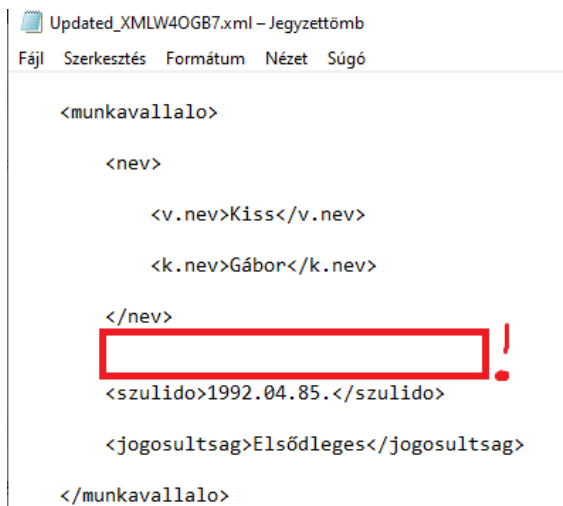 Updated_XMLW4OGB7.xml – Jegyzettömb
Fájl Szerkesztés Formátum Nézet Súgó
<munkavallalo>
<nev>
<v.nev>Kiss</v.nev>
<k.nev>Gábor</k.nev>
</nev>
!
<szulido>1992.04.85.</szulido>
<jogosultsag>Elsődleges</jogosultsag>
</munkavallalo>